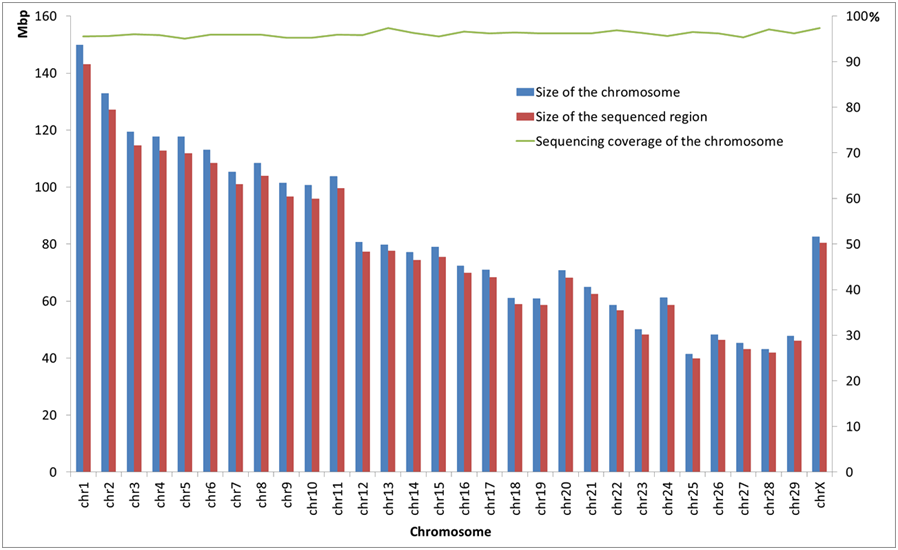 Mbp
160
140
120
100
80
60
40
20
0
100%
90
80
70
60
50
40
30
20
10
0
Size of the chromosome
Size of the sequenced region
Sequencing coverage of the chromosome
chr1
chr2
chr3
chr4
chr5
chr6
chr7
chr8
chr9
chr10
chr11
chr12
chr13
chr14
chr15
chr16
chr17
chr18
chr19
chr20
chr21
chr22
chr23
chr24
chr25
chr26
chr27
chr28
chr29
chrX
Chromosome